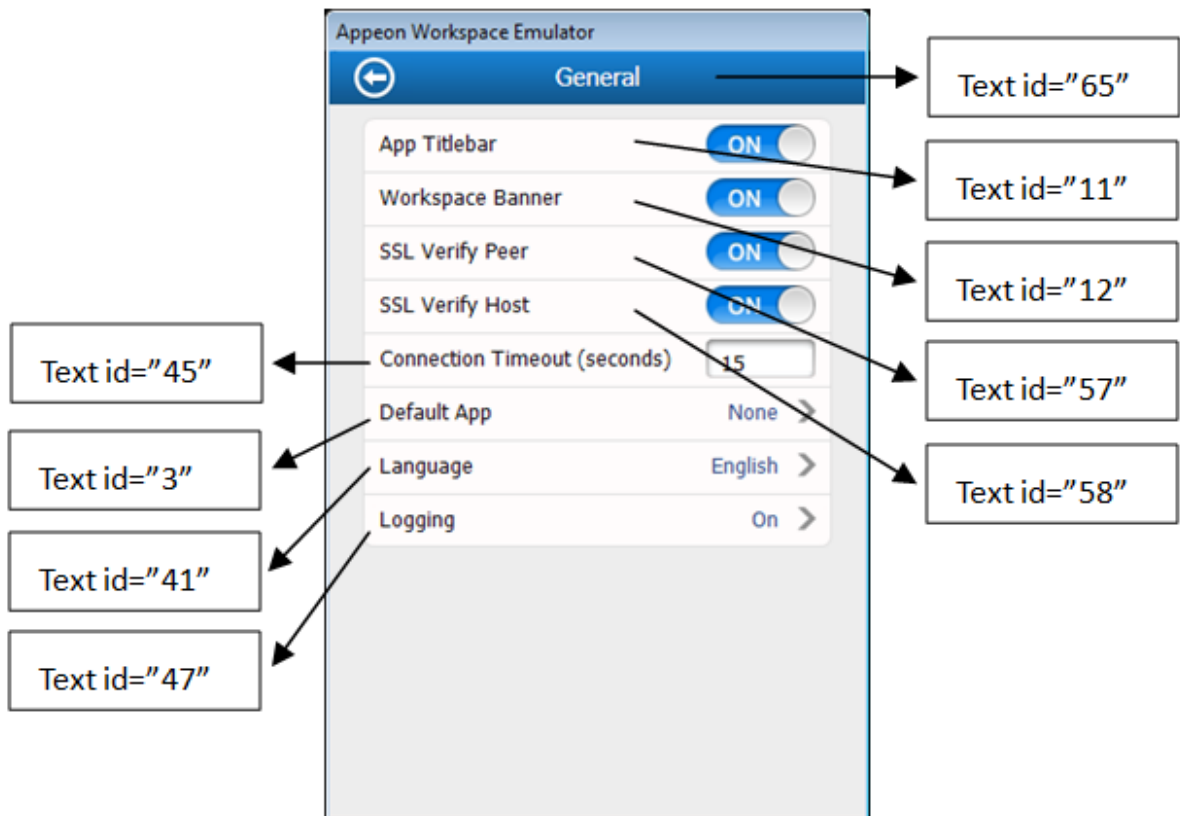 Appeon Workspace Emulator
General
Text id="65"
App Titlebar ON
Text id="11"
Workspace Banner ON
SSL Verify Peer ON
Text id="12"
SSL Verify Host ON
Text id="45"
Connection Timeout (seconds) 15
Text id="57"
Default App None
Text id="3"
Language English
Text id="58"
Logging On
Text id="41"
Text id="47"